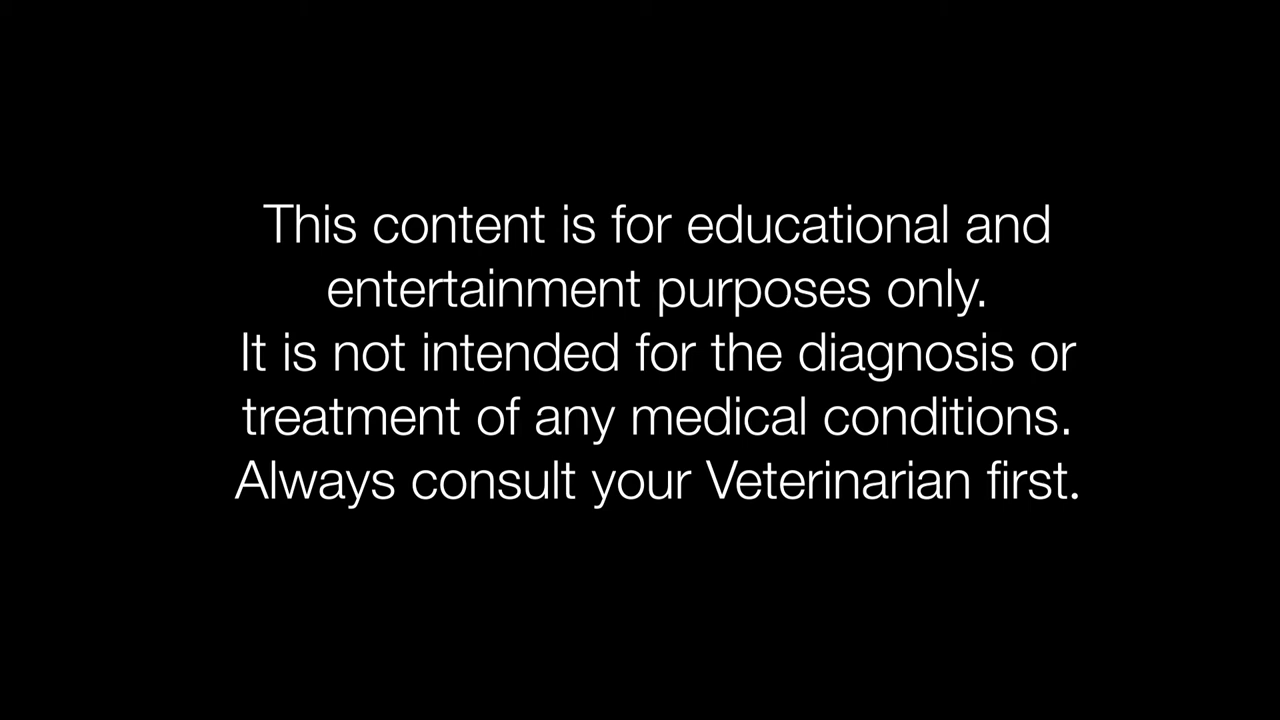 This content is for educational and
entertainment purposes only.
It is not intended for the diagnosis or
treatment of any medical conditions.
Always consult your Veterinarian first.